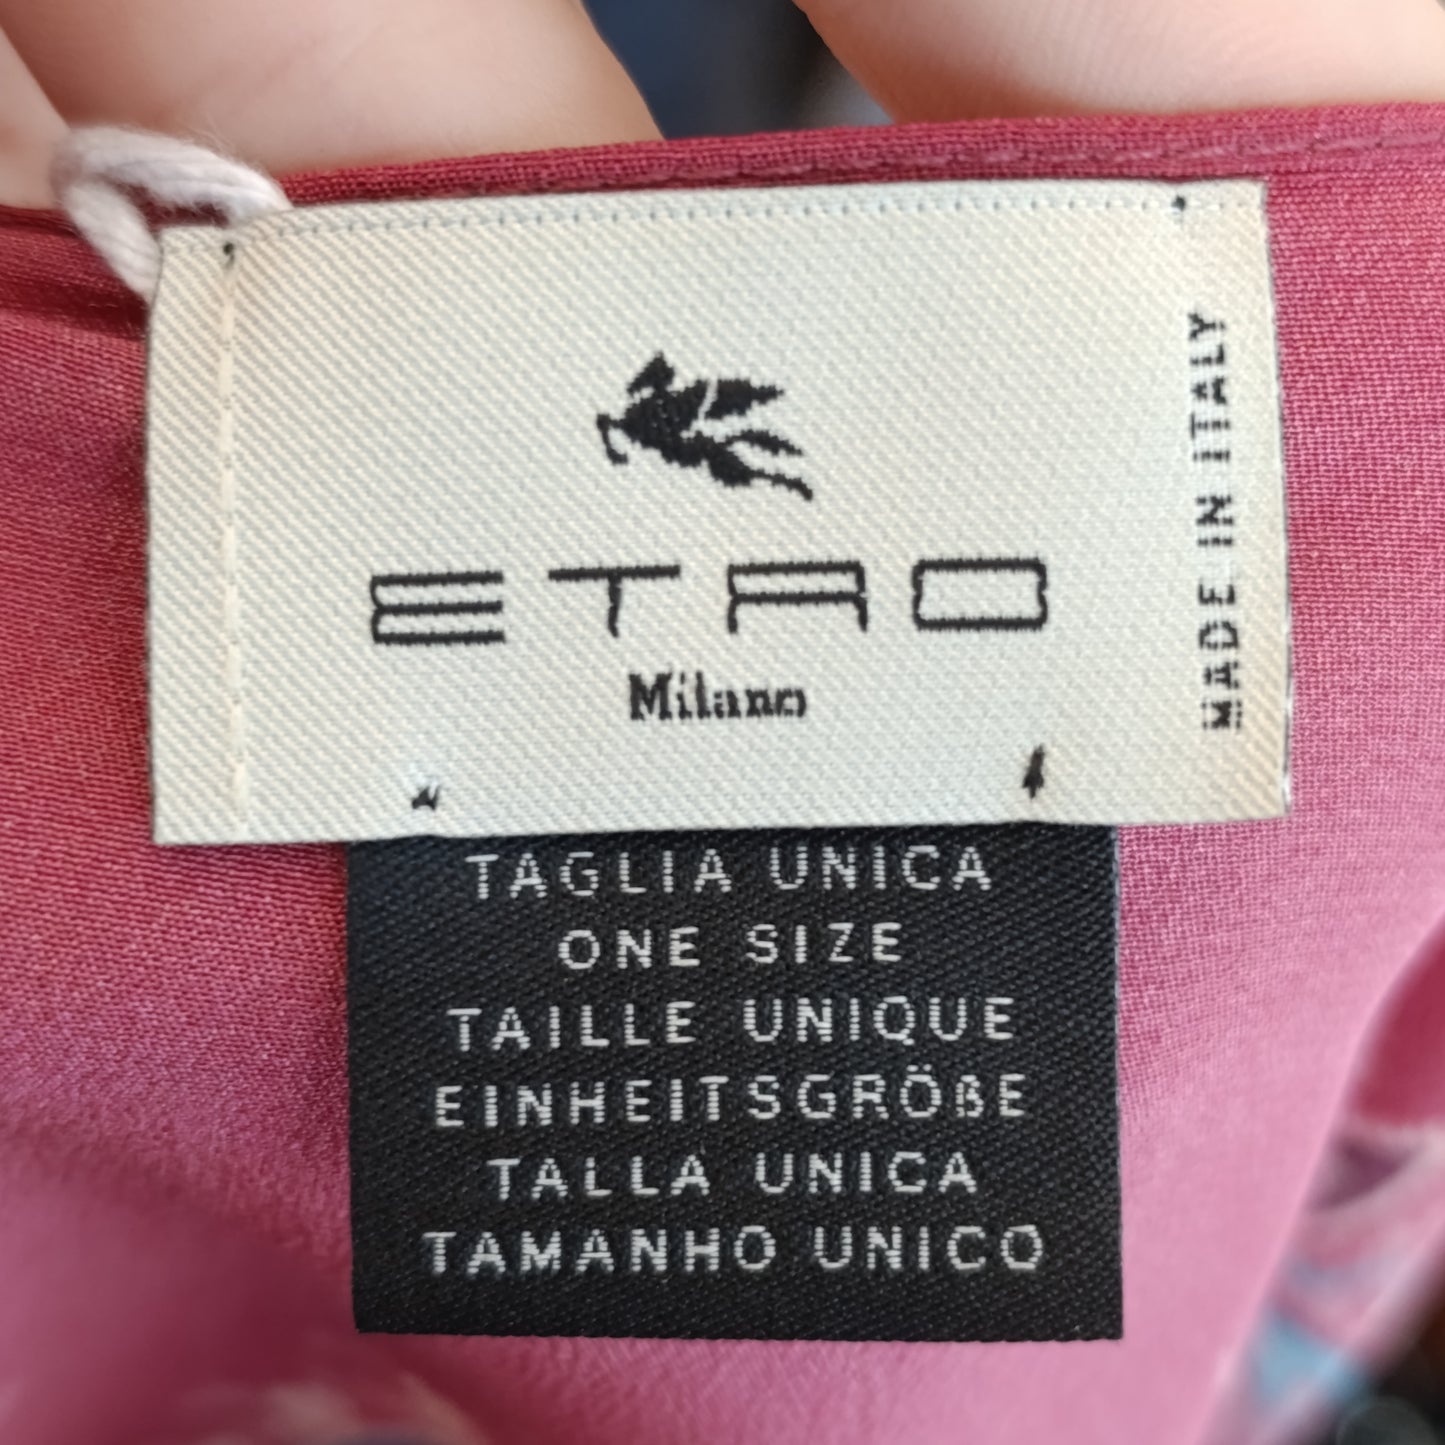 ETRO
Milano
MADE IN ITALY
TAGLIA UNICA
ONE SIZE
TAILLE UNIQUE
EINHEITSGRÖßE
TALLA UNICA
TAMANHO UNICO